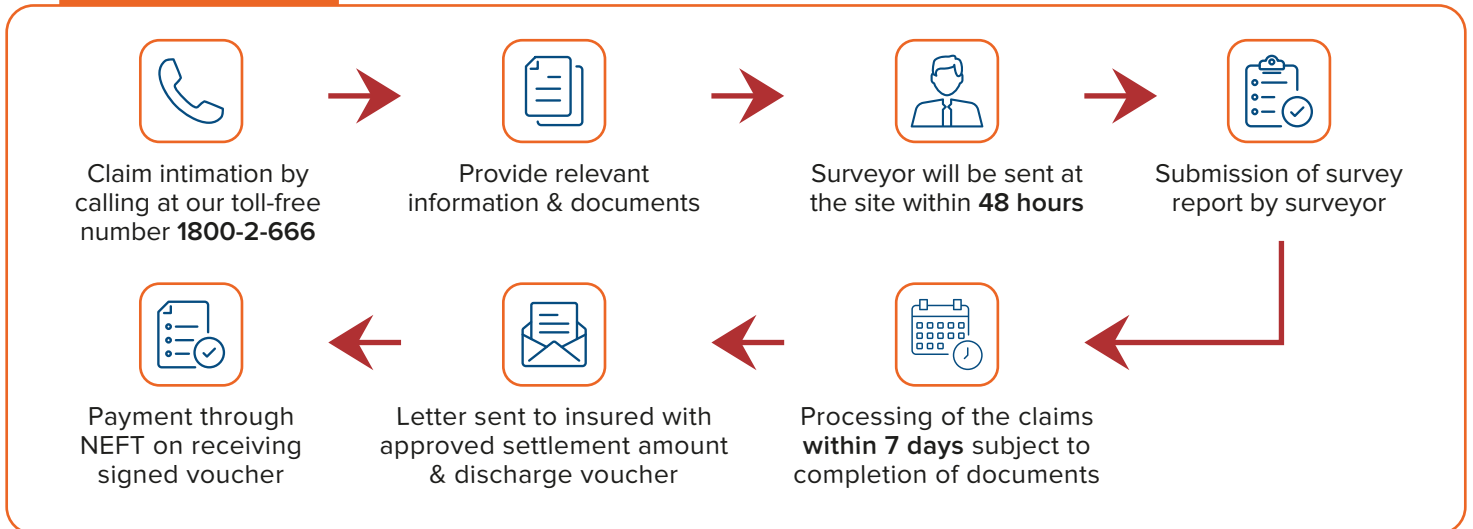 Claim intimation by
calling at our toll-free
number 1800-2-666
Provide relevant
information & documents
Surveyor will be sent at
the site within 48 hours
Submission of survey
report by surveyor
Processing of the claims
within 7 days subject to
completion of documents
Letter sent to insured with
approved settlement amount
& discharge voucher
Payment through
NEFT on receiving
signed voucher